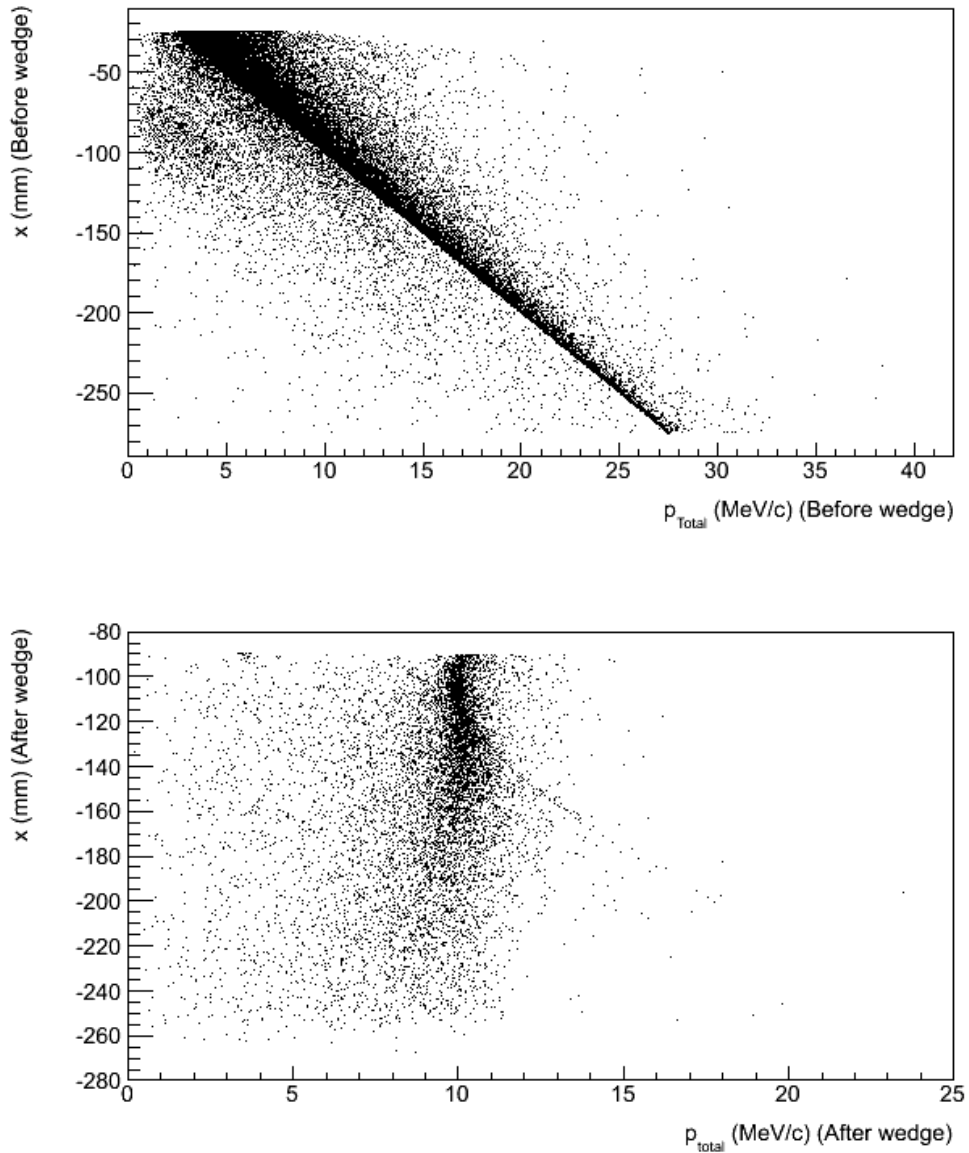 x (mm) (Before wedge)
-50
-100
-150
-200
-250
0 5 10 15 20 25 30 35 40
pTotal (MeV/c) (Before wedge)
x (mm) (After wedge)
-80
-100
-120
-140
-160
-180
-200
-220
-240
-260
-280
0 5 10 15 20 25
ptotal (MeV/c) (After wedge)